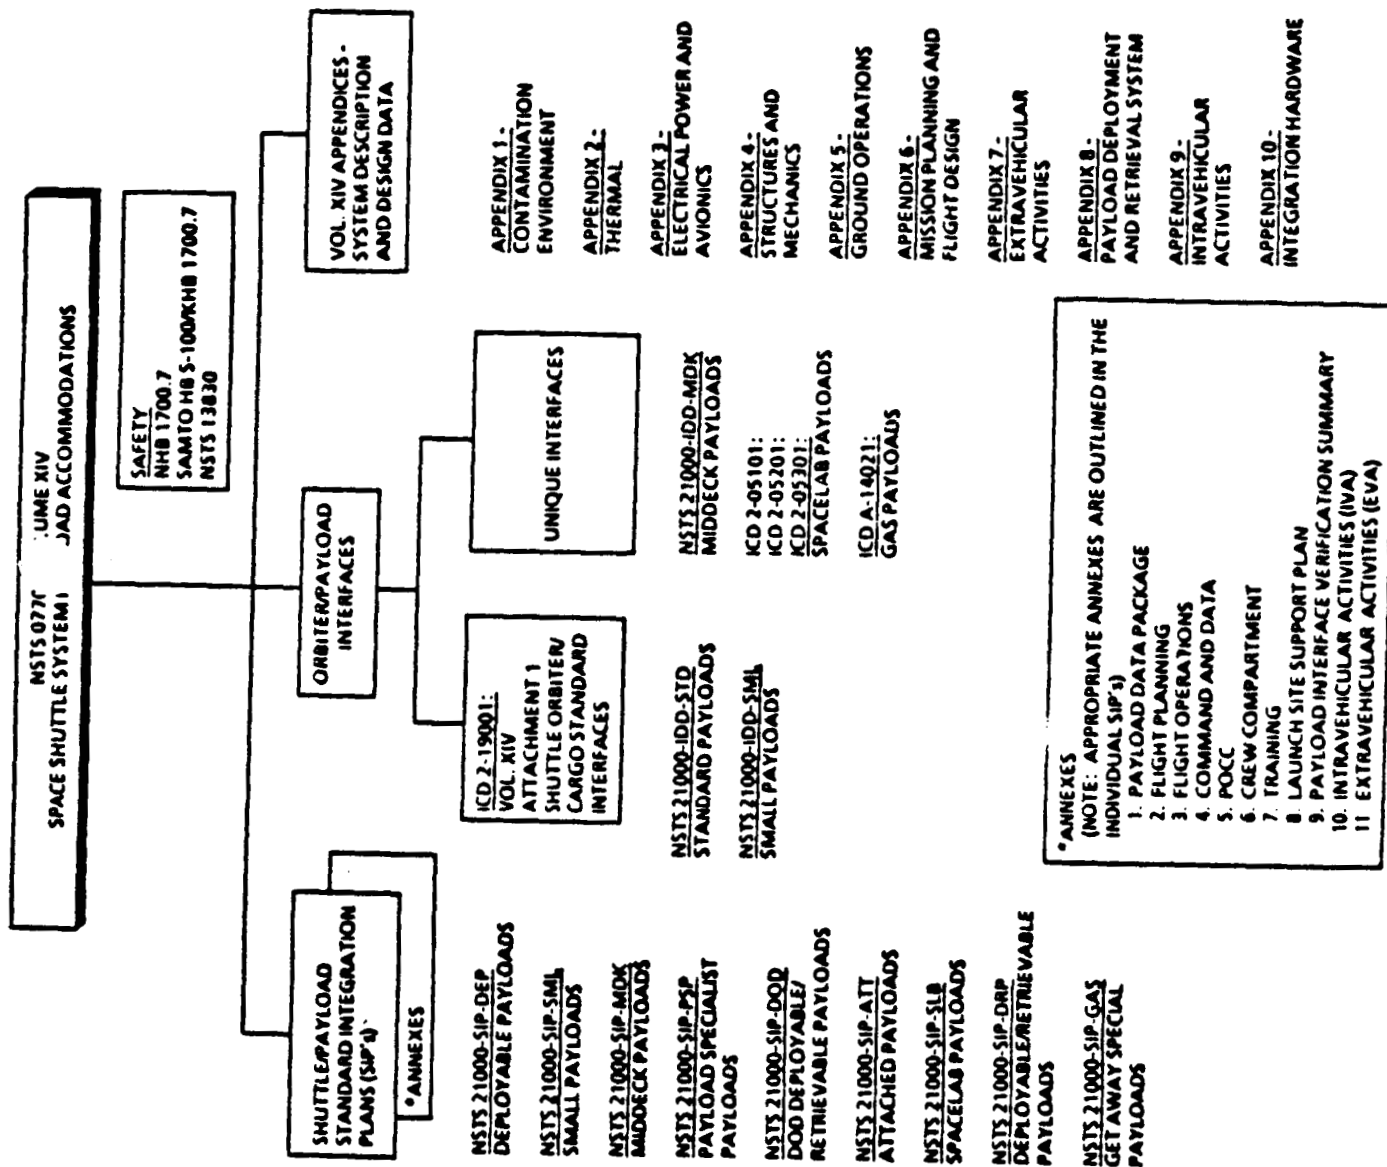 NSTS 0770
:UME XIV
SPACE SHUTTLE SYSTEM
OAD ACCOMMODATIONS
SAFETY
NHB 1700.7
SAMTO HB S-100/KHB 1700.7
NSTS 13830
SHUTTLE/PAYLOAD
STANDARD INTEGRATION
PLANS (SIP's)
*ANNEXES
NSTS 21000-SIP-DEP
DEPLOYABLE PAYLOADS
NSTS 21000-SIP-SML
SMALL PAYLOADS
NSTS 21000-SIP-MDK
MIDDECK PAYLOADS
NSTS 21000-SIP-PSP
PAYLOAD SPECIALIST
PAYLOADS
NSTS 21000-SIP-DOD
DOD DEPLOYABLE/
RETRIEVABLE PAYLOADS
NSTS 21000-SIP-ATT
ATTACHED PAYLOADS
NSTS 21000-SIP-SLB
SPACELAB PAYLOADS
NSTS 21000-SIP-DRP
DEPLOYABLE/RETRIEVABLE
PAYLOADS
NSTS 21000-SIP-GAS
GET AWAY SPECIAL
PAYLOADS
ORBITER/PAYLOAD
INTERFACES
ICD 2-19001:
VOL. XIV
ATTACHMENT 1
SHUTTLE ORBITER/
CARGO STANDARD
INTERFACES
NSTS 21000-IDD-STD
STANDARD PAYLOADS
NSTS 21000-IDD-SML
SMALL PAYLOADS
UNIQUE INTERFACES
NSTS 21000-IDD-MDK
MIDDECK PAYLOADS
ICD 2-05101:
ICD 2-05201:
ICD 2-05301:
SPACELAB PAYLOADS
ICD A-14021:
GAS PAYLOADS
VOL. XIV APPENDICES -
SYSTEM DESCRIPTION
AND DESIGN DATA
APPENDIX 1 -
CONTAMINATION
ENVIRONMENT
APPENDIX 2 -
THERMAL
APPENDIX 3 -
ELECTRICAL POWER AND
AVIONICS
APPENDIX 4 -
STRUCTURES AND
MECHANICS
APPENDIX 5 -
GROUND OPERATIONS
APPENDIX 6 -
MISSION PLANNING AND
FLIGHT DESIGN
APPENDIX 7 -
EXTRAVEHICULAR
ACTIVITIES
APPENDIX 8 -
PAYLOAD DEPLOYMENT
AND RETRIEVAL SYSTEM
APPENDIX 9 -
INTRAVEHICULAR
ACTIVITIES
APPENDIX 10 -
INTEGRATION HARDWARE
*ANNEXES
(NOTE: APPROPRIATE ANNEXES ARE OUTLINED IN THE
INDIVIDUAL SIP's)
1. PAYLOAD DATA PACKAGE
2. FLIGHT PLANNING
3. FLIGHT OPERATIONS
4. COMMAND AND DATA
5. POCC
6. CREW COMPARTMENT
7. TRAINING
8. LAUNCH SITE SUPPORT PLAN
9. PAYLOAD INTERFACE VERIFICATION SUMMARY
10. INTRAVEHICULAR ACTIVITIES (IVA)
11 EXTRAVEHICULAR ACTIVITIES (EVA)